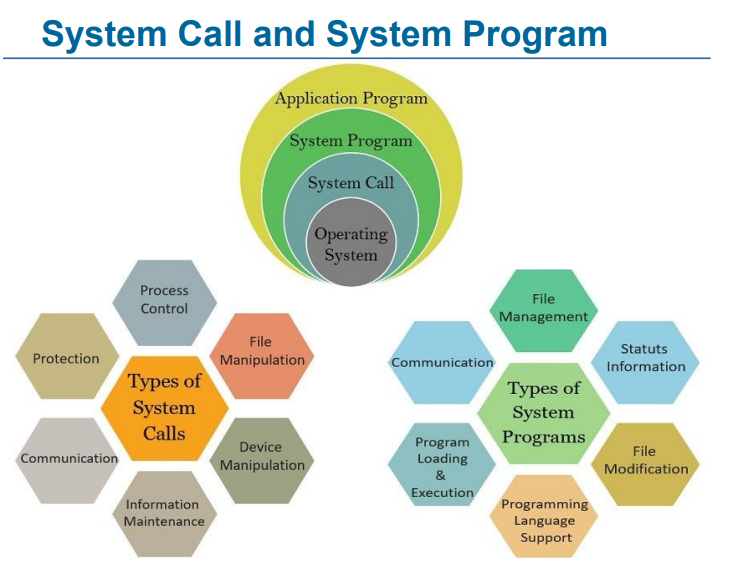 System Call and System Program
Application Program
System Program
System Call
Operating
System
Process
Control
File
Manipulation
Device
Manipulation
Information
Maintenance
Communication
Protection
Types of
System
Calls
File
Management
Statuts
Information
File
Modification
Programming
Language
Support
Program
Loading
&
Execution
Communication
Types of
System
Programs